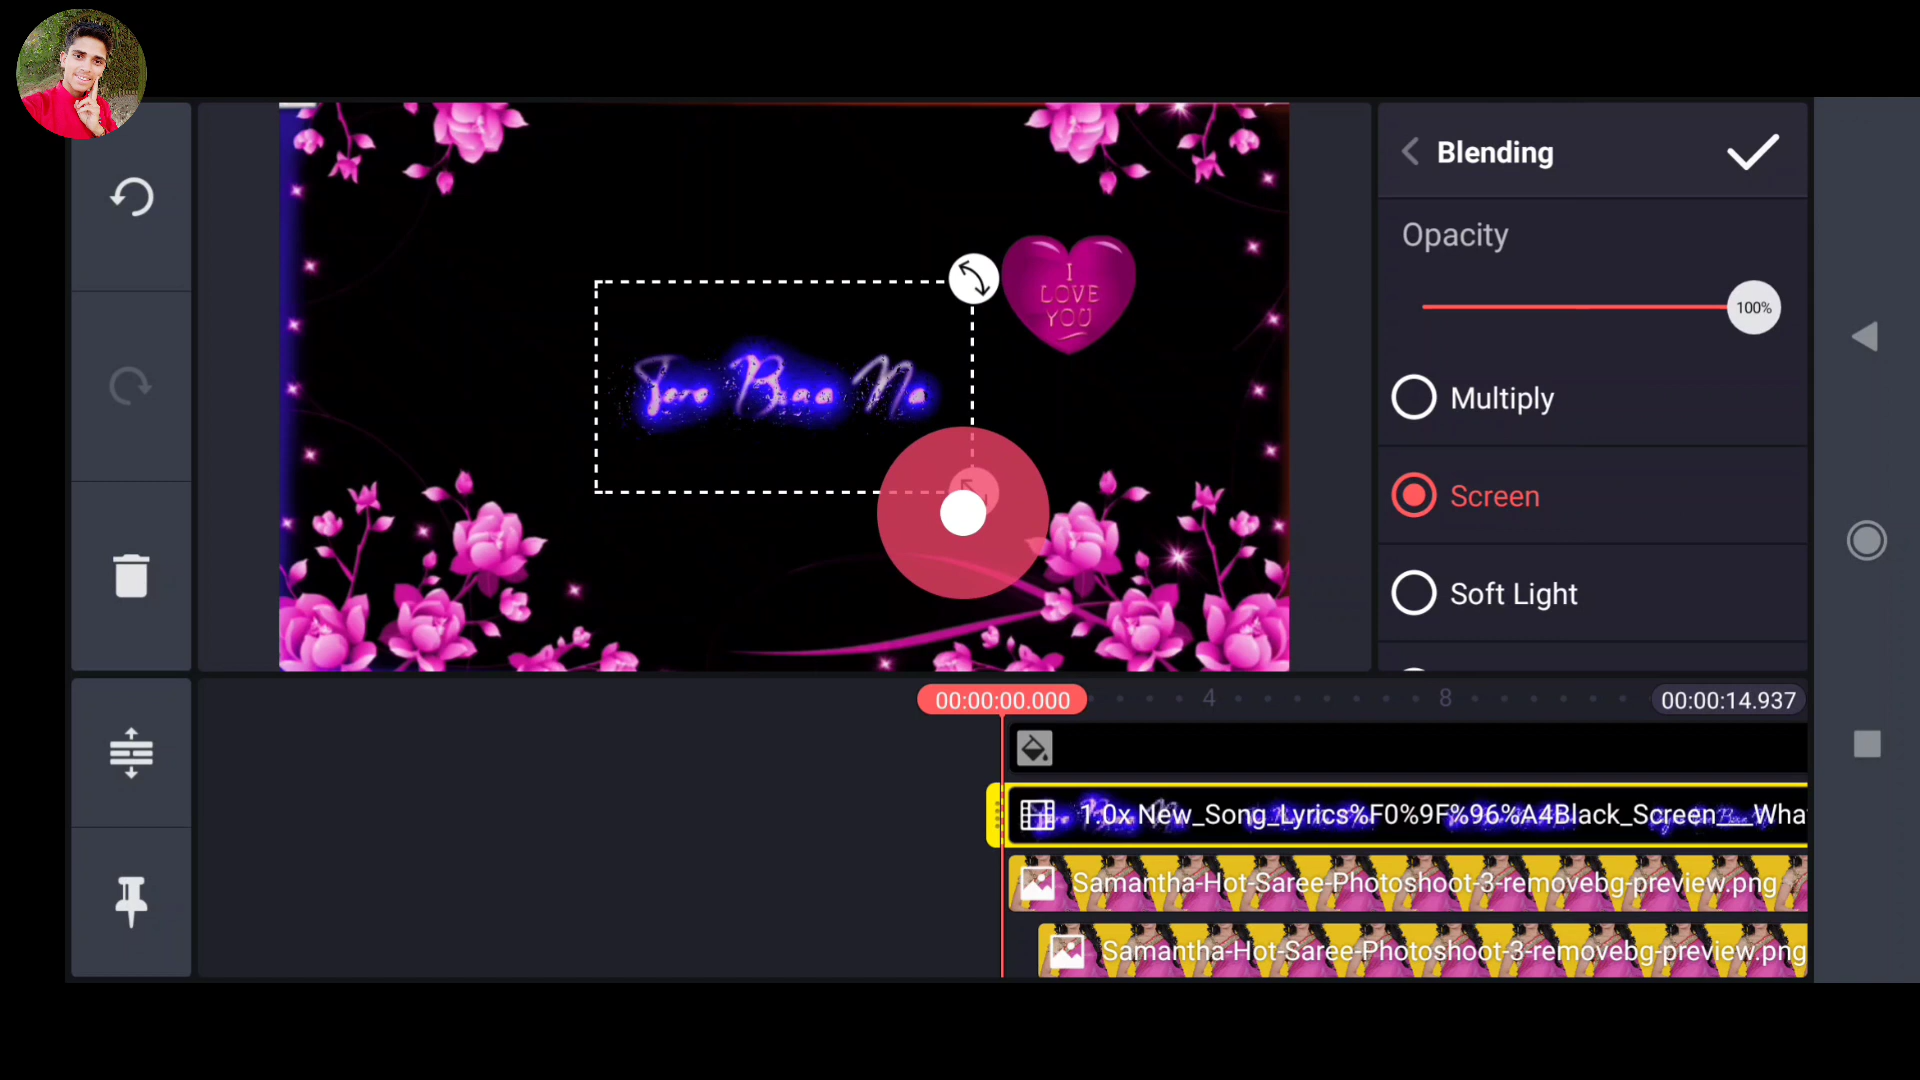 Blending
Opacity
100%
Multiply
Screen
Soft Light
I
LOVE
YOU
00:00:00.000
4
8
00:00:14.937
1.0x New_Song_Lyrics%F0%9F%96%A4Black_Screen__Wha
Samantha-Hot-Saree-Photoshoot-3-removebg-preview.png
Samantha-Hot-Saree-Photoshoot-3-removebg-preview.png